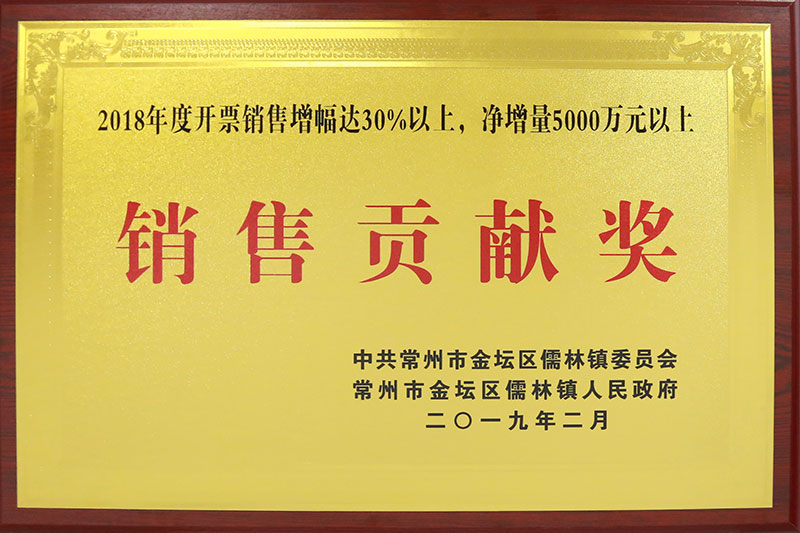 2018年度开票销售增幅达30%以上，净增量5000万元以上
销售贡献奖
中共常州市金坛区儒林镇委员会
常州市金坛区儒林镇人民政府
二〇一九年二月